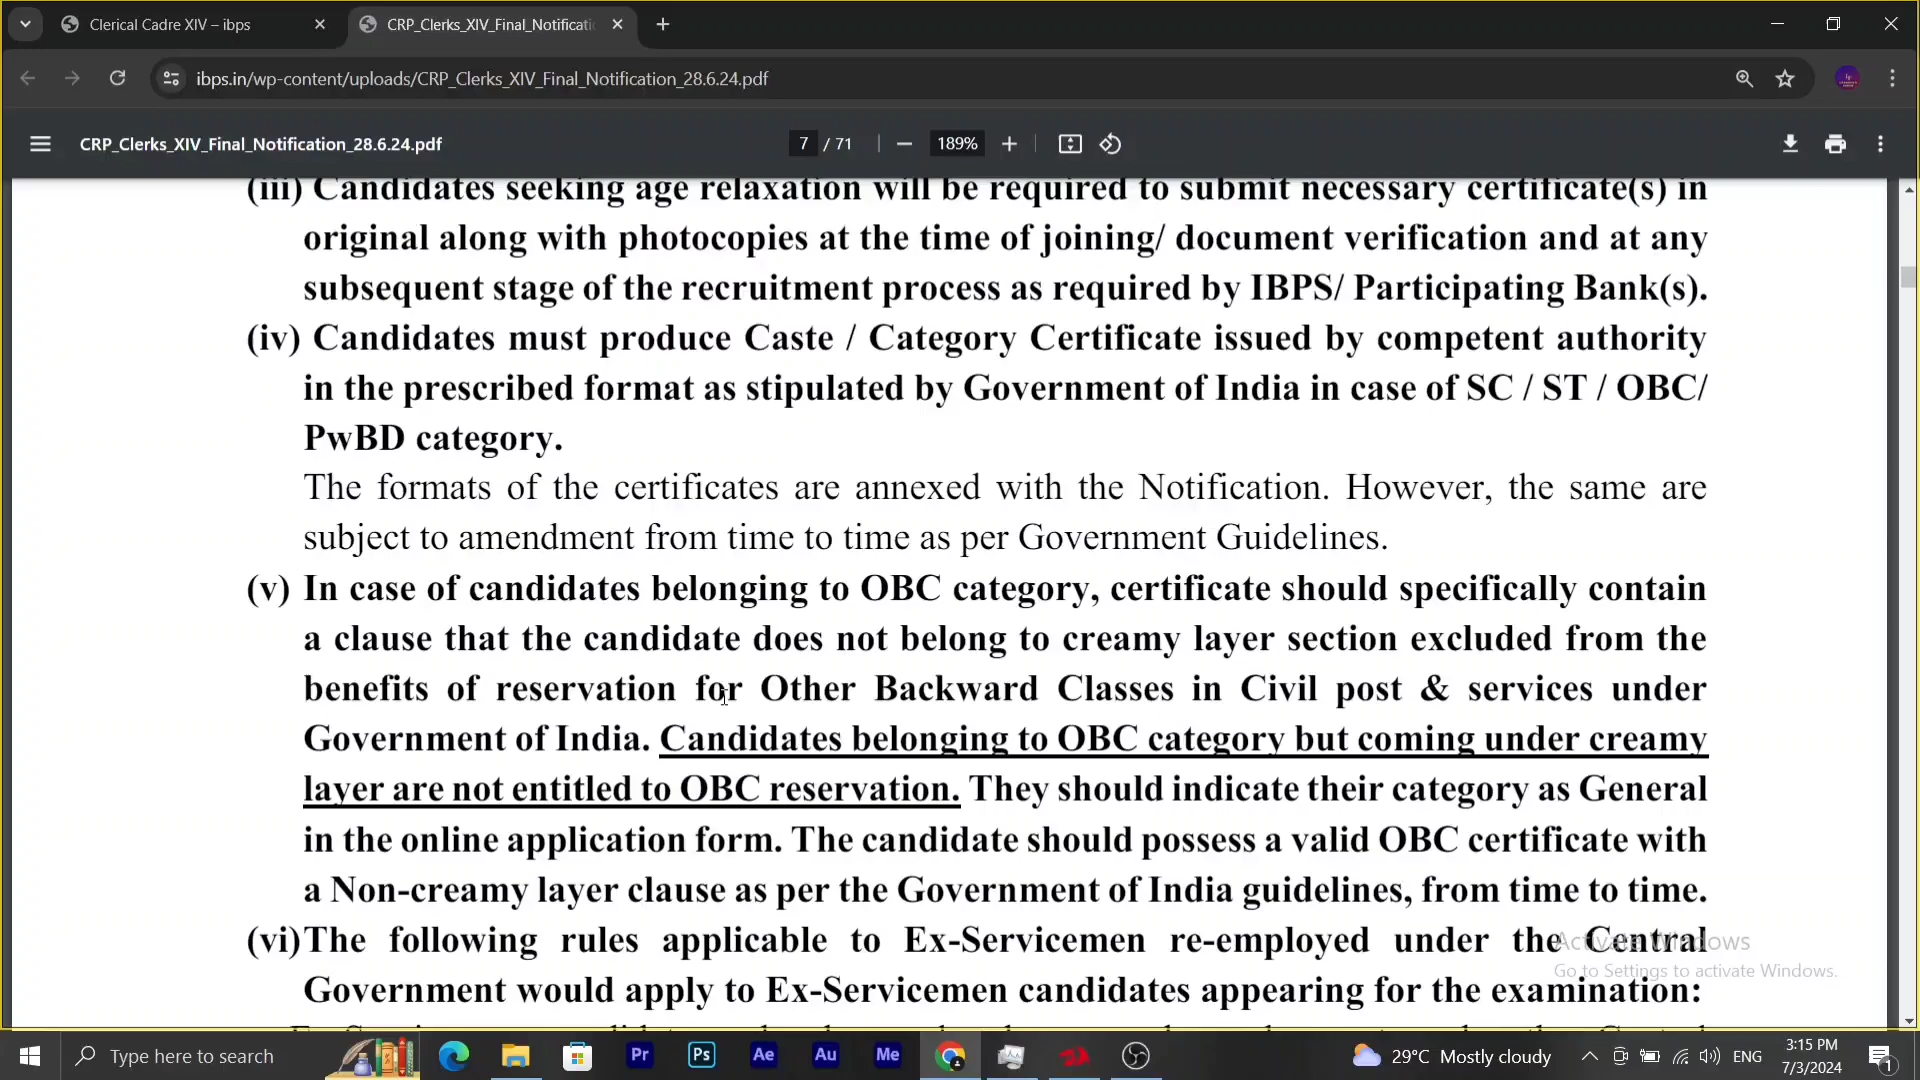 Clerical Cadre XIV – ibps
CRP_Clerks_XIV_Final_Notificati
ibps.in/wp-content/uploads/CRP_Clerks_XIV_Final_Notification_28.6.24.pdf
CRP_Clerks_XIV_Final_Notification_28.6.24.pdf
7 / 71
189%
(iii) Candidates seeking age relaxation will be required to submit necessary certificate(s) in
original along with photocopies at the time of joining/ document verification and at any
subsequent stage of the recruitment process as required by IBPS/ Participating Bank(s).
(iv) Candidates must produce Caste / Category Certificate issued by competent authority
in the prescribed format as stipulated by Government of India in case of SC / ST / OBC/
PwBD category.
The formats of the certificates are annexed with the Notification. However, the same are
subject to amendment from time to time as per Government Guidelines.
(v) In case of candidates belonging to OBC category, certificate should specifically contain
a clause that the candidate does not belong to creamy layer section excluded from the
benefits of reservation for Other Backward Classes in Civil post & services under
Government of India. Candidates belonging to OBC category but coming under creamy
layer are not entitled to OBC reservation. They should indicate their category as General
in the online application form. The candidate should possess a valid OBC certificate with
a Non-creamy layer clause as per the Government of India guidelines, from time to time.
(vi)The following rules applicable to Ex-Servicemen re-employed under the Central
Government would apply to Ex-Servicemen candidates appearing for the examination:
Activate Windows
Go to Settings to activate Windows.
Type here to search
Pr
Ps
Ae
Au
Me
29°C Mostly cloudy
ENG
3:15 PM
7/3/2024
1